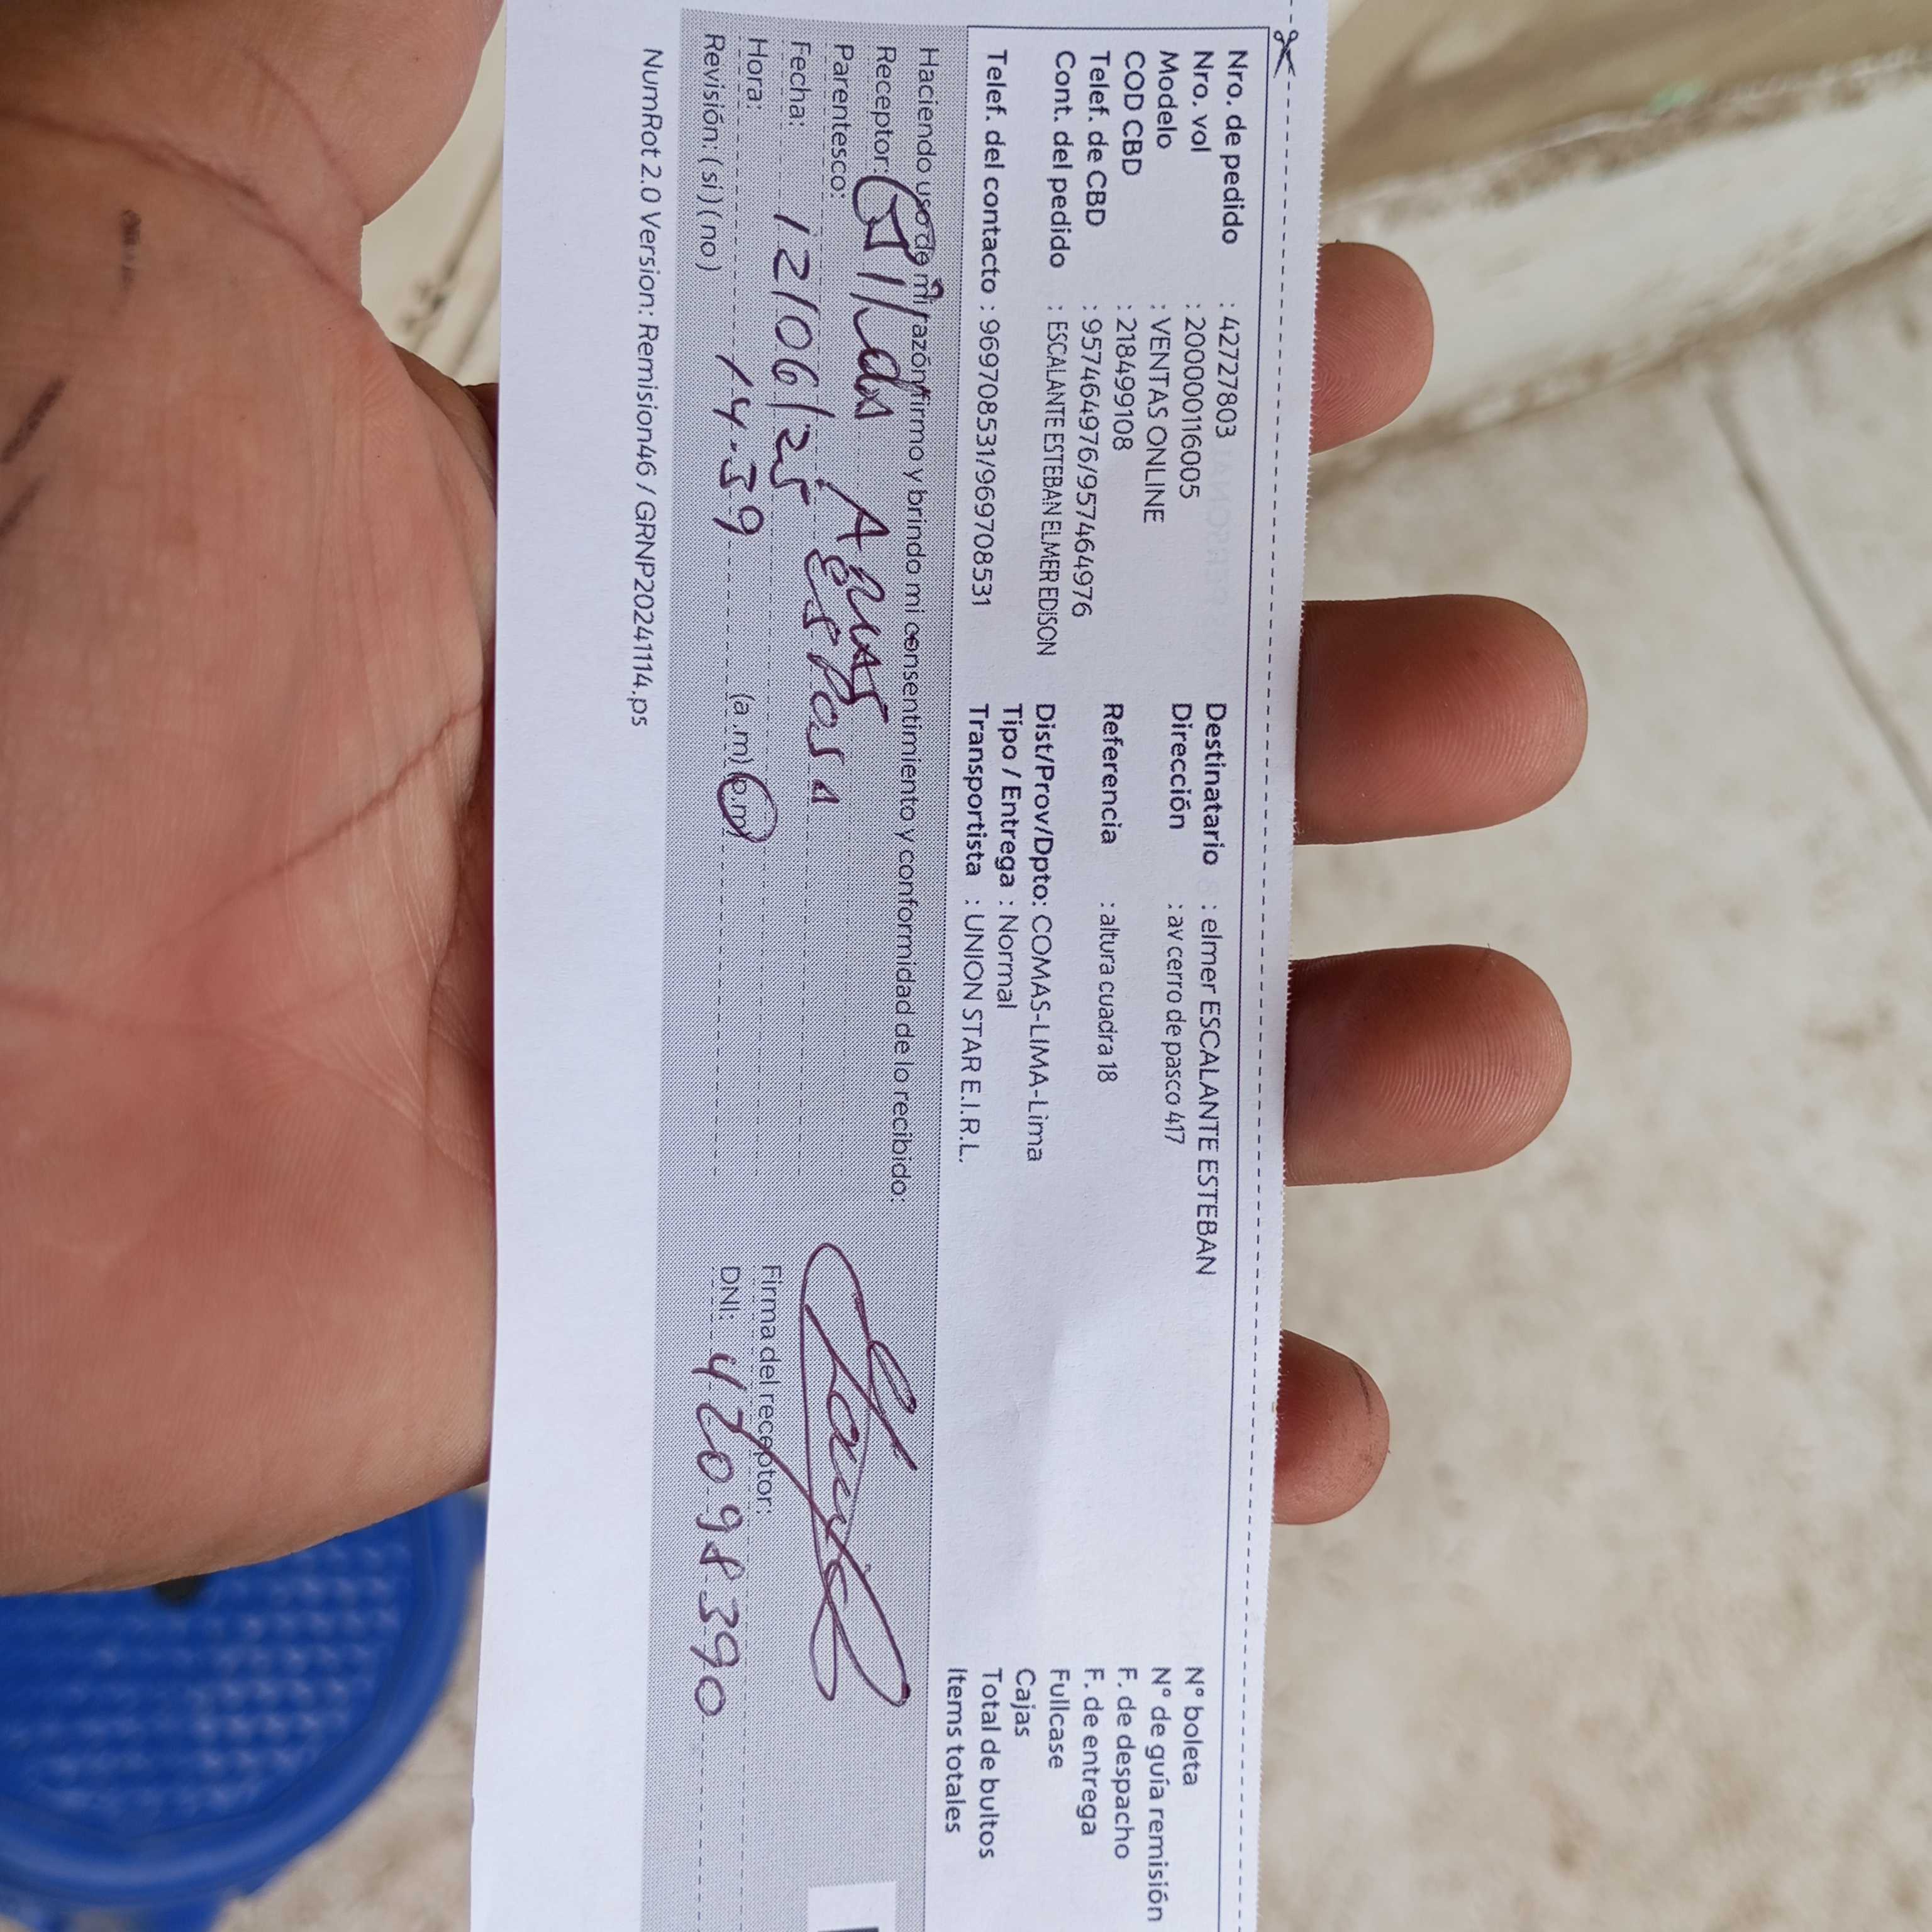 Nro. de pedido : 42727803
Nro. vol : 2000001160005
Modelo : VENTAS ONLINE
COD CBD : 218499108
Telef. de CBD : 957464976/957464976
Cont. del pedido : ESCALANTE ESTEBAN ELMER EDISON
Telef. del contacto : 969708531/969708531
Destinatario : elmer ESCALANTE ESTEBAN
Dirección : av cerro de pasco 417
Referencia : altura cuadra 18
Dist/Prov/Dpto: COMAS-LIMA-Lima
Tipo / Entrega : Normal
Transportista : UNION STAR E.I.R.L.
N° boleta
N° de guía remisión
F. de despacho
F. de entrega
Fullcase
Cajas
Total de bultos
Items totales
Haciendo uso de mi razón firmo y brindo mi consentimiento y conformidad de lo recibido:
Receptor: Gilda
Parentesco: esposa
Fecha: 12/06/25
Hora: 14.39 (a.m) (p.m)
Revisión: (si) (no)
Firma del receptor:
DNI: 47098390
NumRot 2.0 Version: Remision46 / GRNP20241114.ps